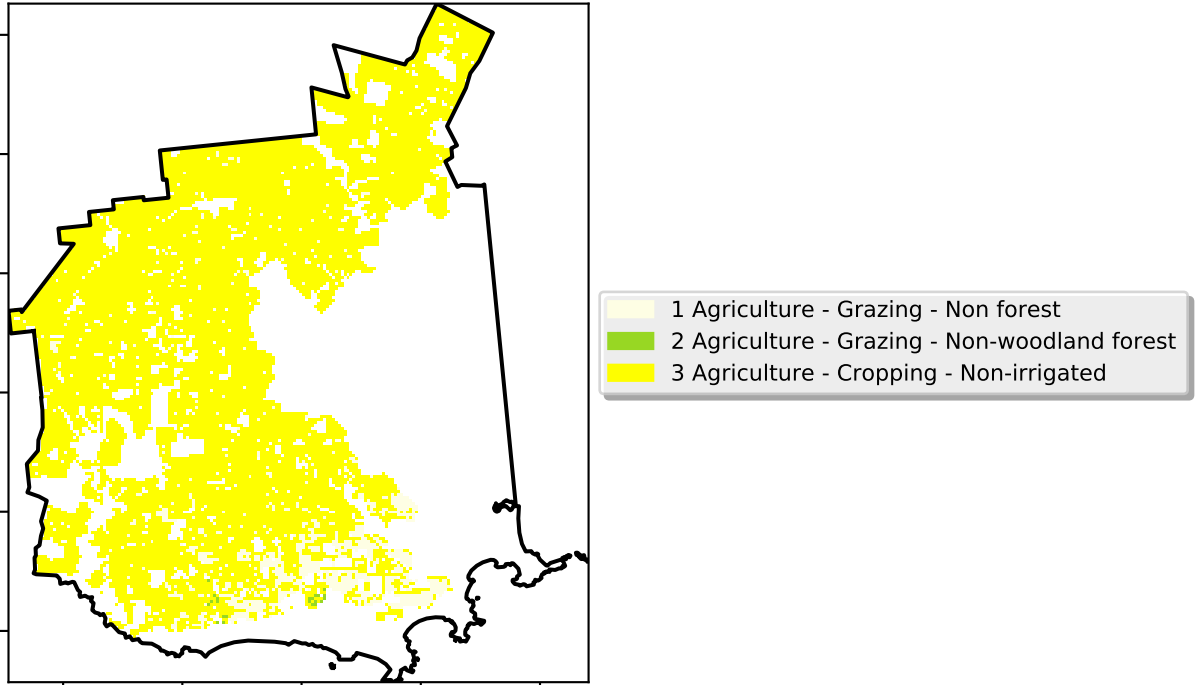 1 Agriculture - Grazing - Non forest
2 Agriculture - Grazing - Non-woodland forest
3 Agriculture - Cropping - Non-irrigated